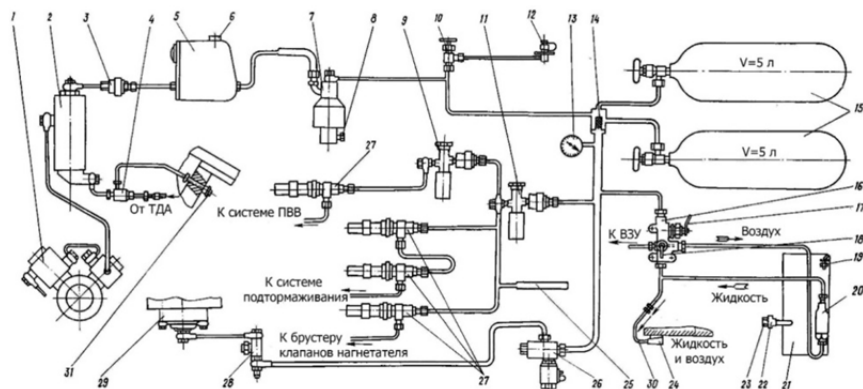 1 2 3 4 5 6 7 8 9 10 11 12 13 14
V=5 л
15
V=5 л
16
17
27
К системе ПВВ
От ТДА
К ВЗУ
Воздух
18
19
К системе
подтормаживания
Жидкость
20
К брустеру
клапанов нагнетателя
Жидкость
и воздух
31 29 28 27 26 25 30 24 23 22 21